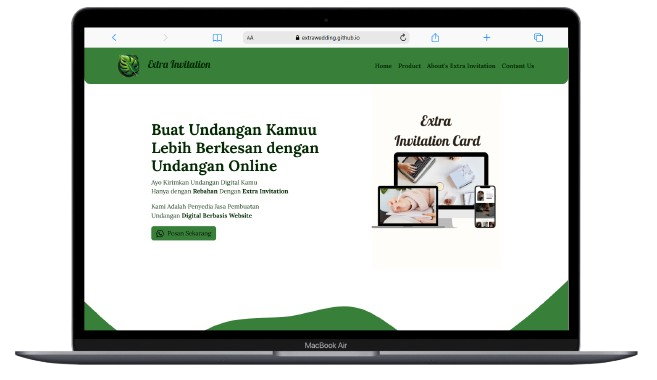 AA extrawedding.github.io
Extra Invitation
Home Product About's Extra Invitation Contact Us
Buat Undangan Kamuu
Lebih Berkesan dengan
Undangan Online
Ayo Kirimkan Undangan Digital Kamu
Hanya dengan Rebahan Dengan Extra Invitation
Kami Adalah Penyedia Jasa Pembuatan
Undangan Digital Berbasis Website
Pesan Sekarang
Extra
Invitation Card
MacBook Air